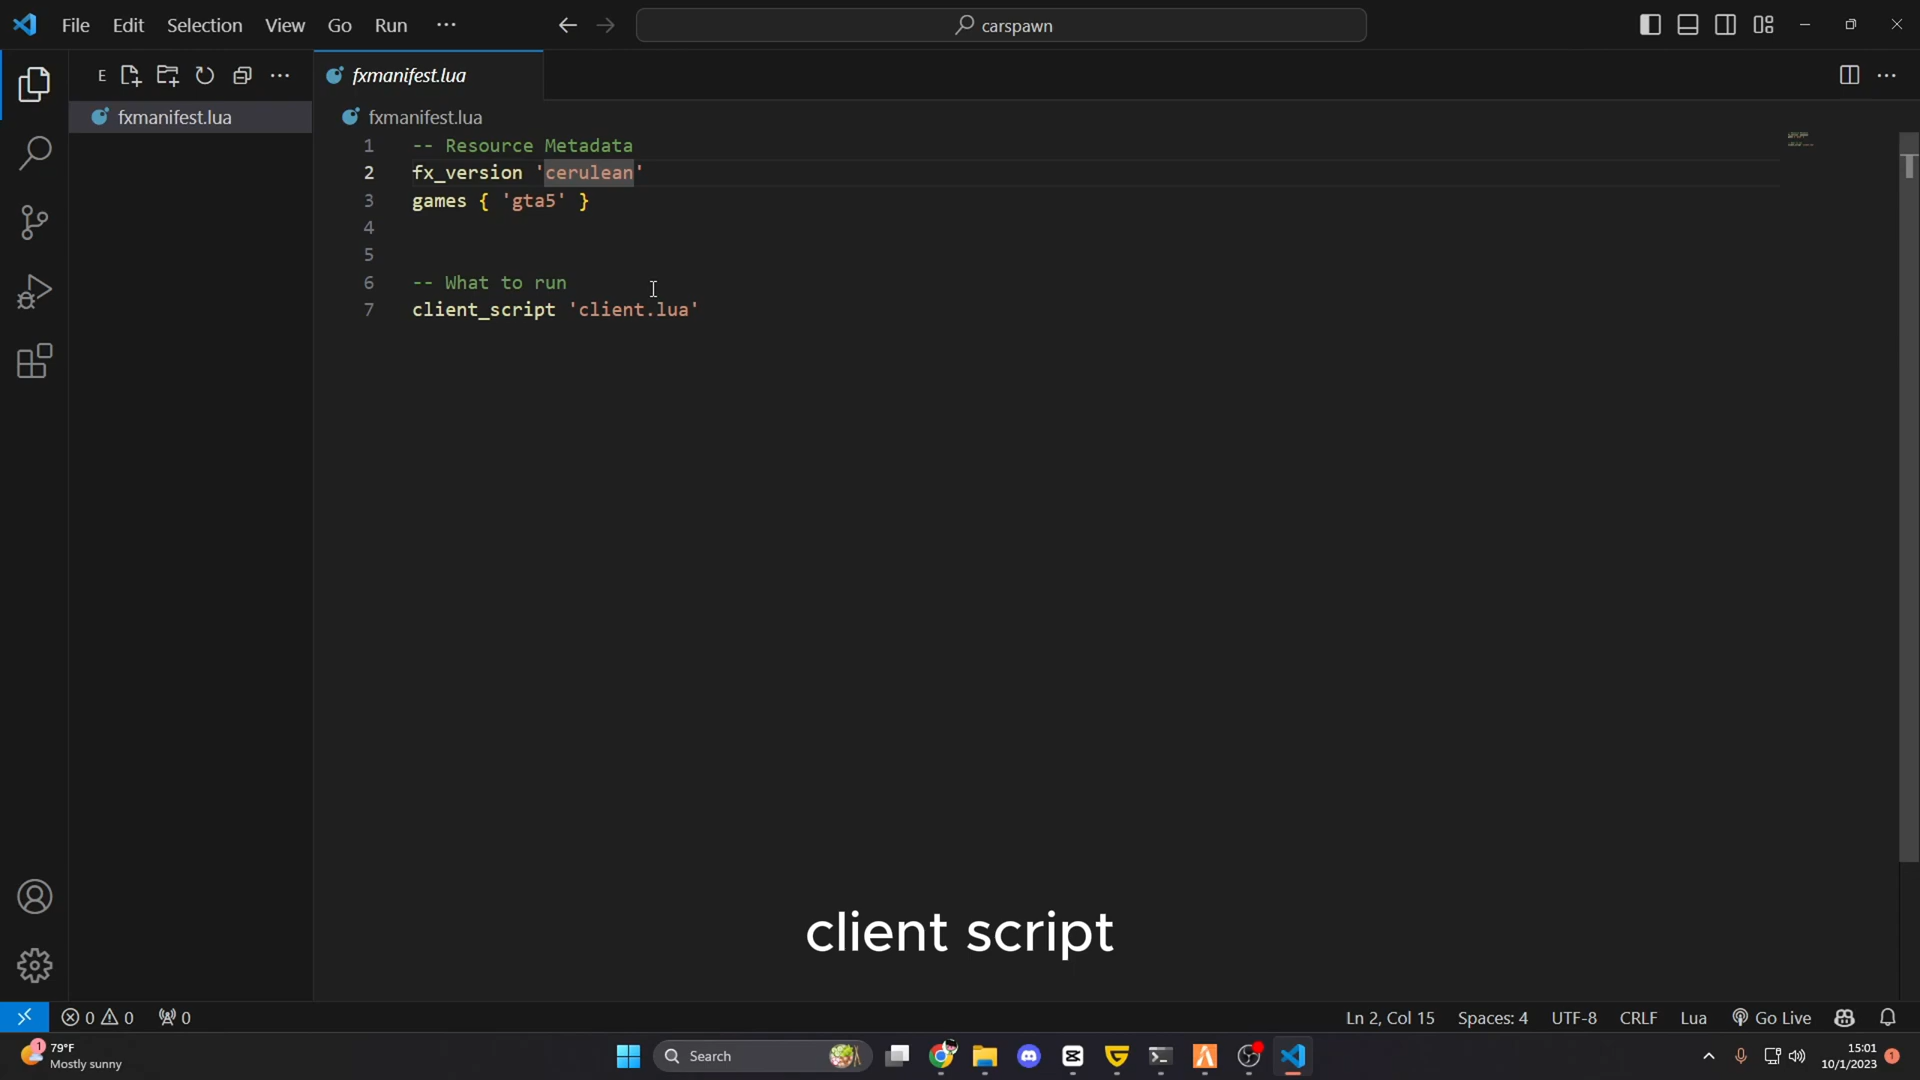 File Edit Selection View Go Run ···
carspawn
E
fxmanifest.lua
fxmanifest.lua
fxmanifest.lua
1 -- Resource Metadata
2 fx_version 'cerulean'
3 games { 'gta5' }
4
5
6 -- What to run
7 client_script 'client.lua'
client script
0 0 0
Ln 2, Col 15 Spaces: 4 UTF-8 CRLF Lua Go Live
1
79°F
Mostly sunny
Search
15:01
10/1/2023
1